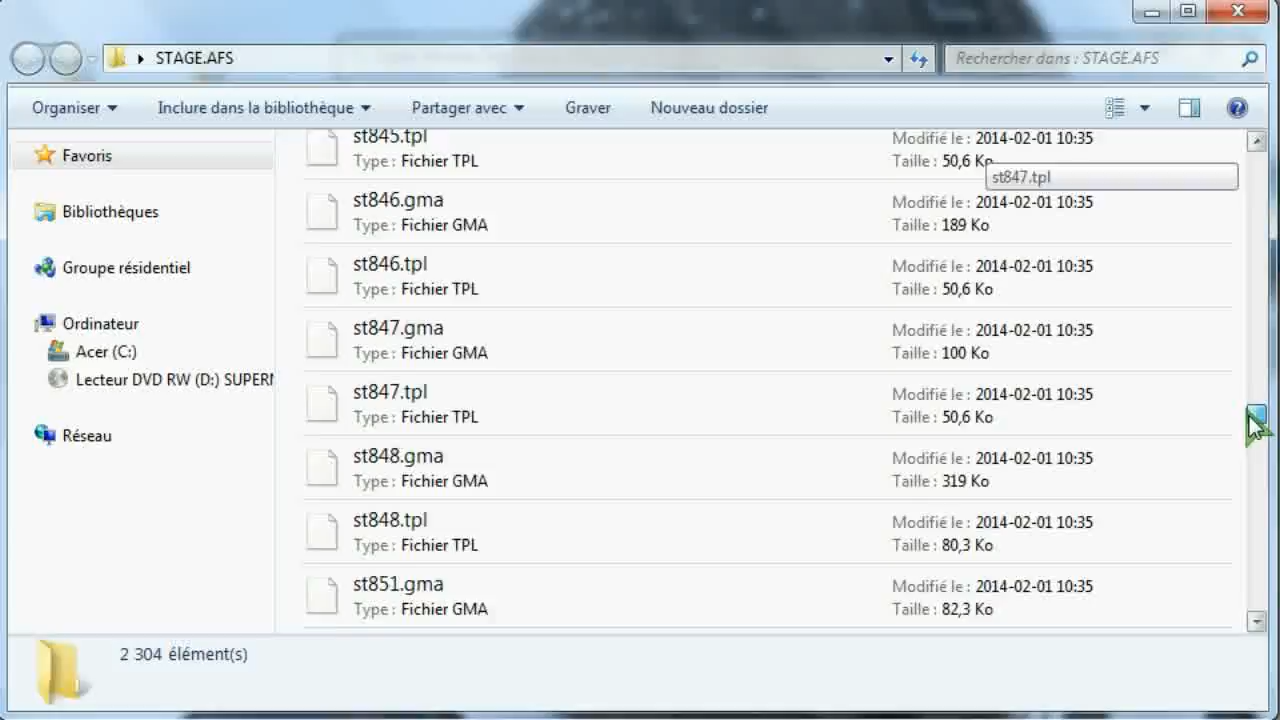 STAGE.AFS
Rechercher dans : STAGE.AFS
Organiser
Inclure dans la bibliothèque
Partager avec
Graver
Nouveau dossier
Favoris
Bibliothèques
Groupe résidentiel
Ordinateur
Acer (C:)
Lecteur DVD RW (D:) SUPERM
Réseau
st845.tpl
Modifié le : 2014-02-01 10:35
Type : Fichier TPL
Taille : 50,6 Ko
st847.tpl
st846.gma
Modifié le : 2014-02-01 10:35
Type : Fichier GMA
Taille : 189 Ko
st846.tpl
Modifié le : 2014-02-01 10:35
Type : Fichier TPL
Taille : 50,6 Ko
st847.gma
Modifié le : 2014-02-01 10:35
Type : Fichier GMA
Taille : 100 Ko
st847.tpl
Modifié le : 2014-02-01 10:35
Type : Fichier TPL
Taille : 50,6 Ko
st848.gma
Modifié le : 2014-02-01 10:35
Type : Fichier GMA
Taille : 319 Ko
st848.tpl
Modifié le : 2014-02-01 10:35
Type : Fichier TPL
Taille : 80,3 Ko
st851.gma
Modifié le : 2014-02-01 10:35
Type : Fichier GMA
Taille : 82,3 Ko
2 304 élément(s)